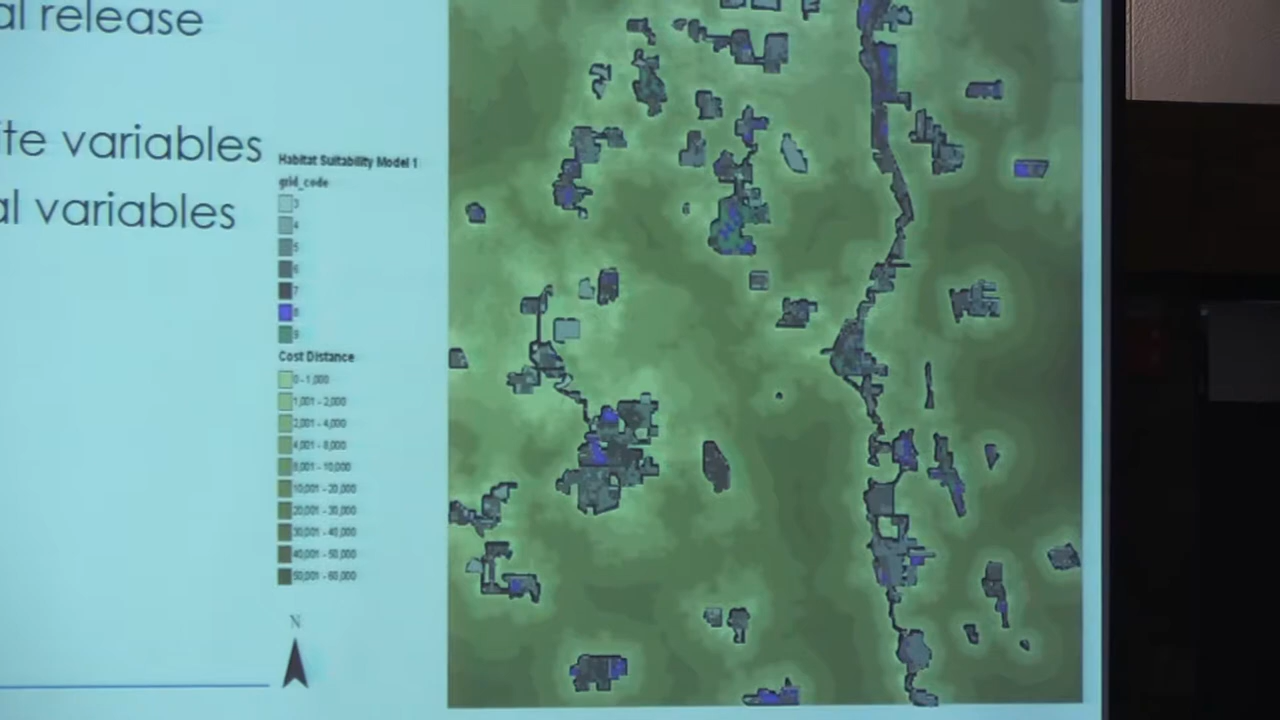 al release
ite variables
al variables
Habitat Suitability Model 1
grid_code
3
4
5
6
7
8
9
Cost Distance
0 - 1,000
1,001 - 2,000
2,001 - 4,000
4,001 - 8,000
8,001 - 10,000
10,001 - 20,000
20,001 - 30,000
30,001 - 40,000
40,001 - 50,000
50,001 - 60,000
N